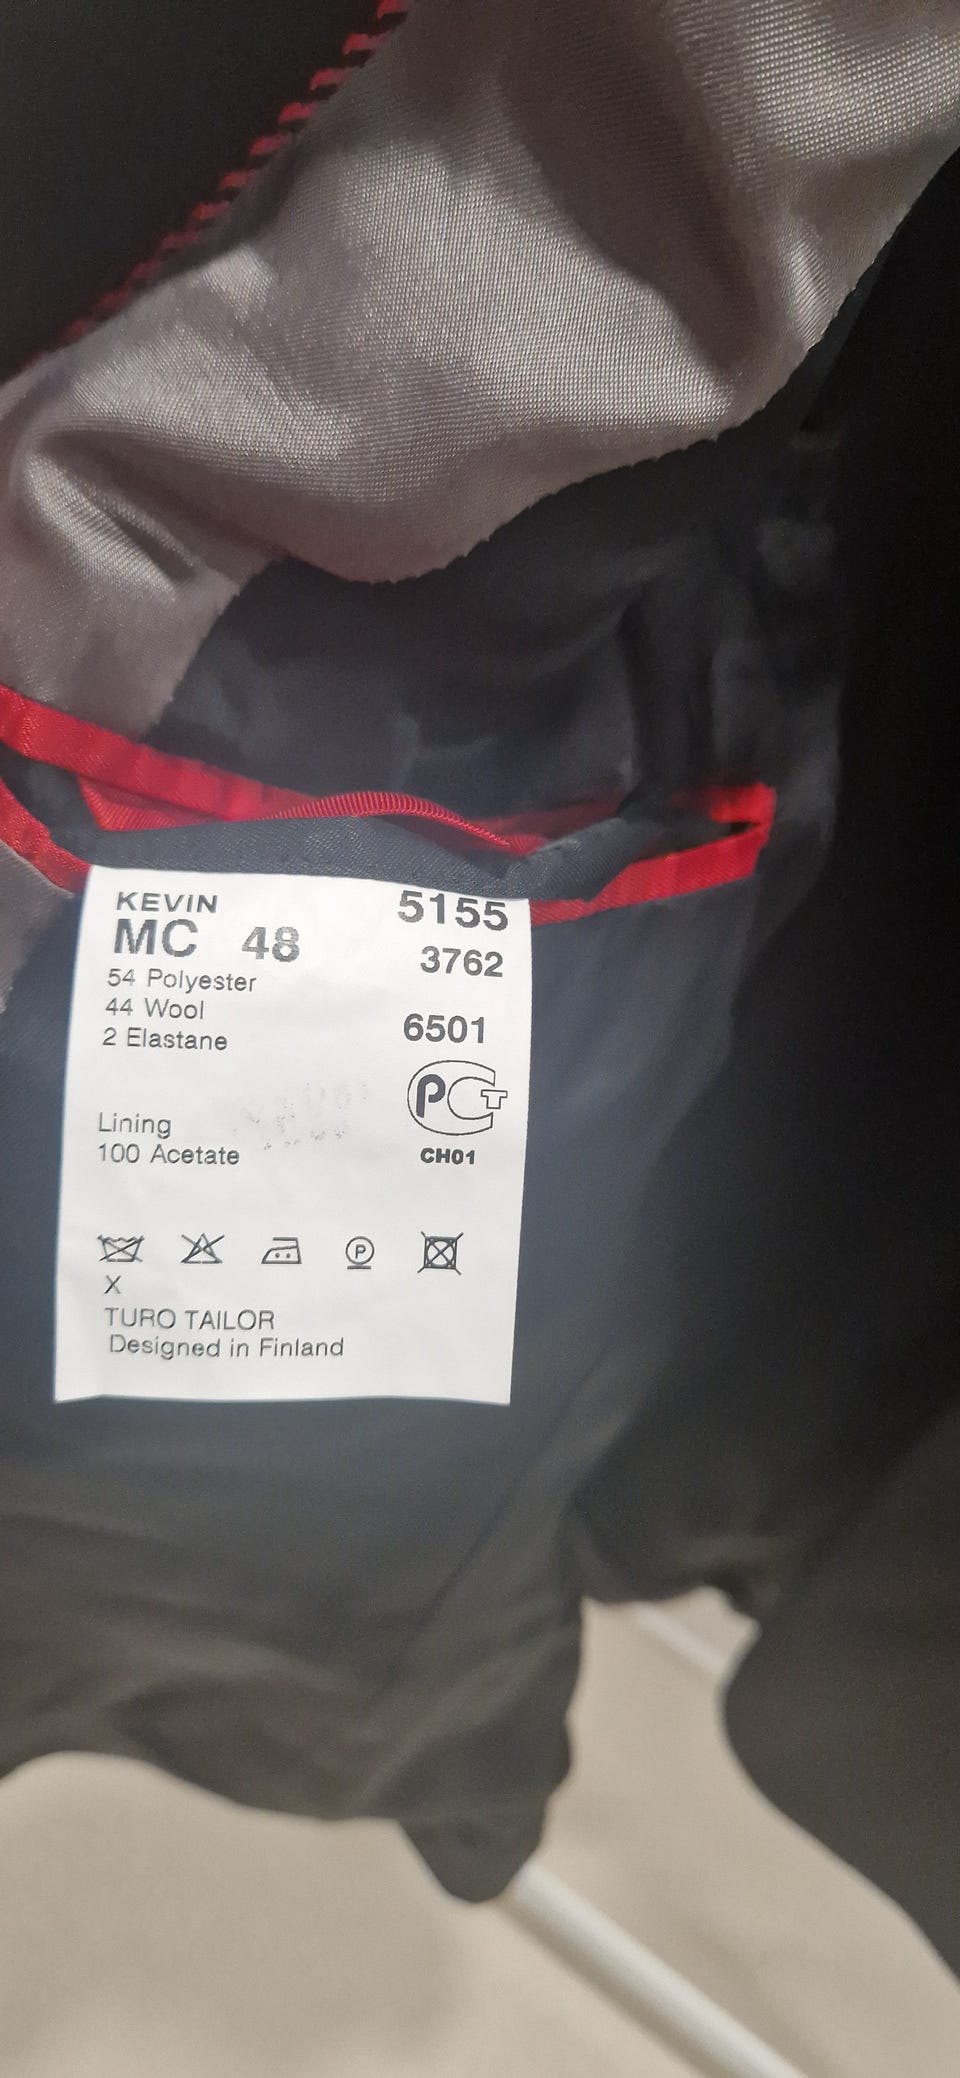 KEVIN
MC 48
54 Polyester
44 Wool
2 Elastane
Lining
100 Acetate
5155
3762
6501
РСТ
CH01
P
X
TURO TAILOR
Designed in Finland